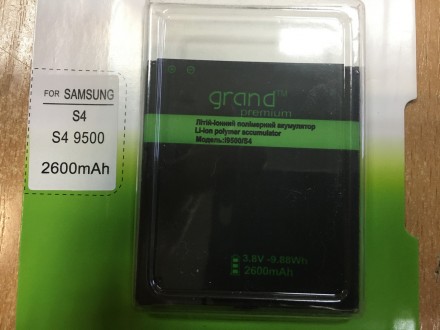 FOR SAMSUNG
S4
S4 9500
2600mAh
grand™
premium
Літій-іонний полімерний акумулятор
Li-ion polymer accumulator
Модель:i9500/S4
3.8V -9.88Wh
2600mAh